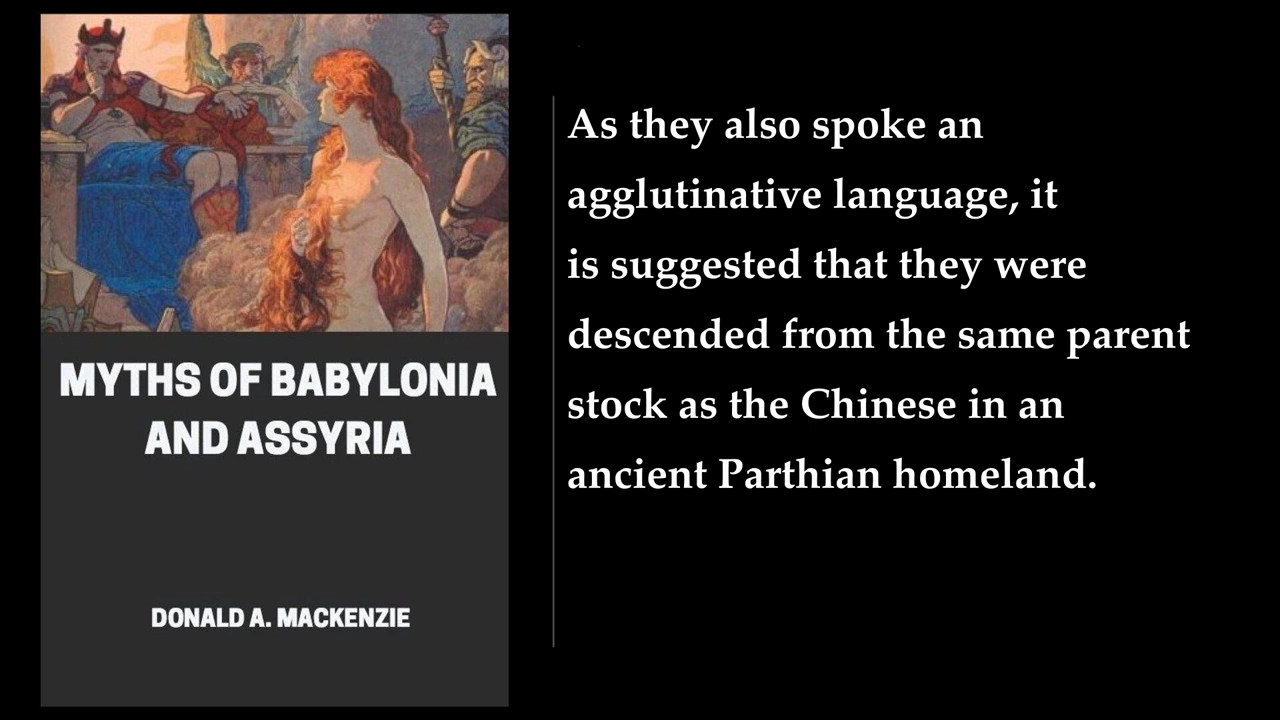 MYTHS OF BABYLONIA
AND ASSYRIA
DONALD A. MACKENZIE
As they also spoke an
agglutinative language, it
is suggested that they were
descended from the same parent
stock as the Chinese in an
ancient Parthian homeland.